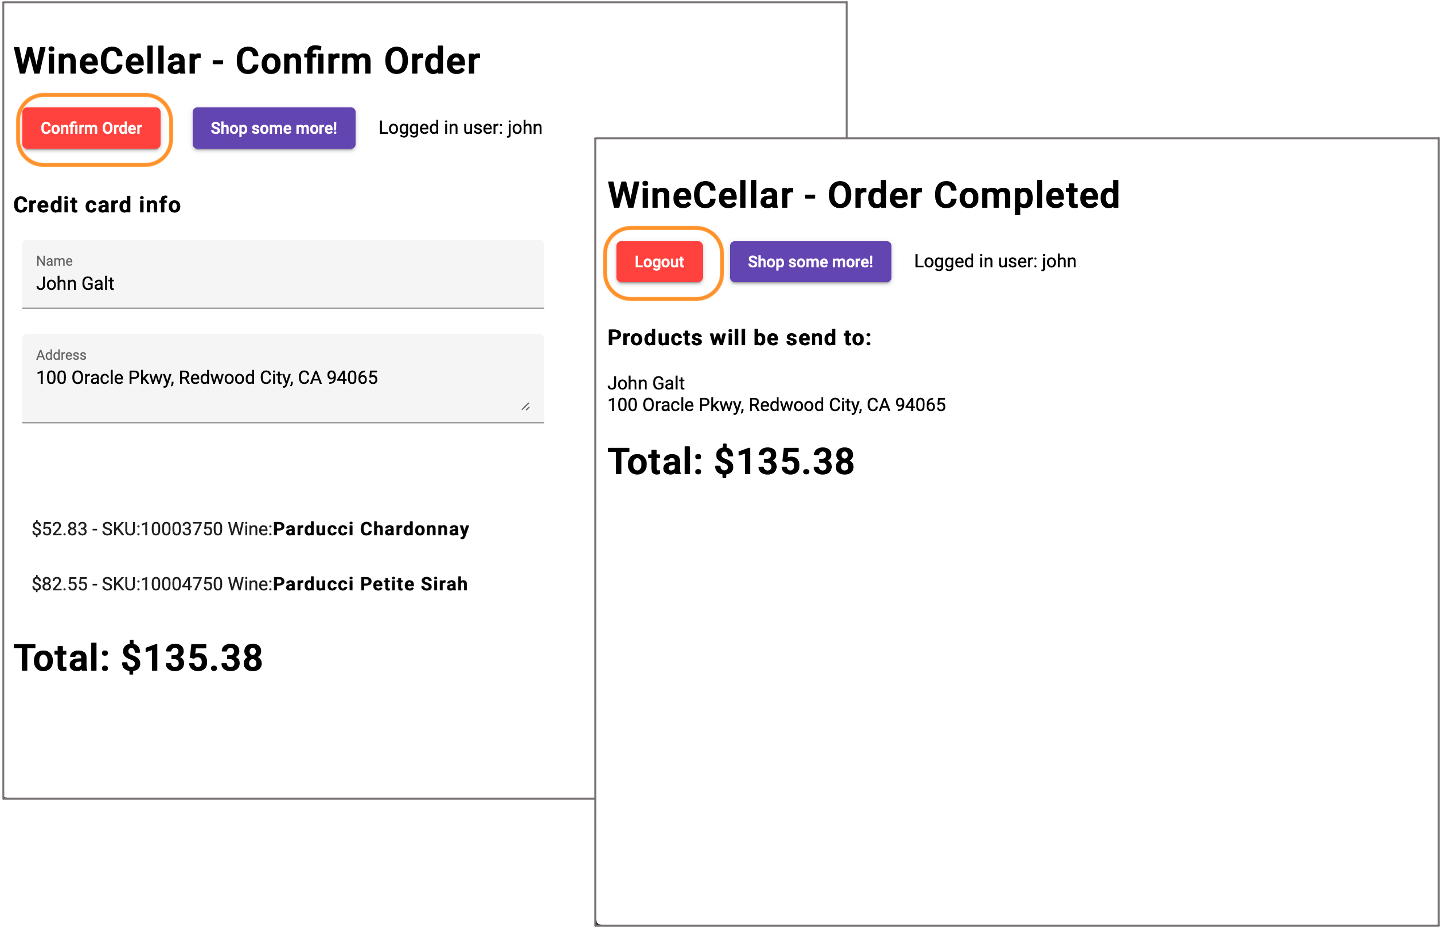 WineCellar - Confirm Order
Confirm Order Shop some more! Logged in user: john
Credit card info
Name
John Galt
Address
100 Oracle Pkwy, Redwood City, CA 94065
$52.83 - SKU:10003750 Wine:Parducci Chardonnay
$82.55 - SKU:10004750 Wine:Parducci Petite Sirah
Total: $135.38
WineCellar - Order Completed
Logout Shop some more! Logged in user: john
Products will be send to:
John Galt
100 Oracle Pkwy, Redwood City, CA 94065
Total: $135.38